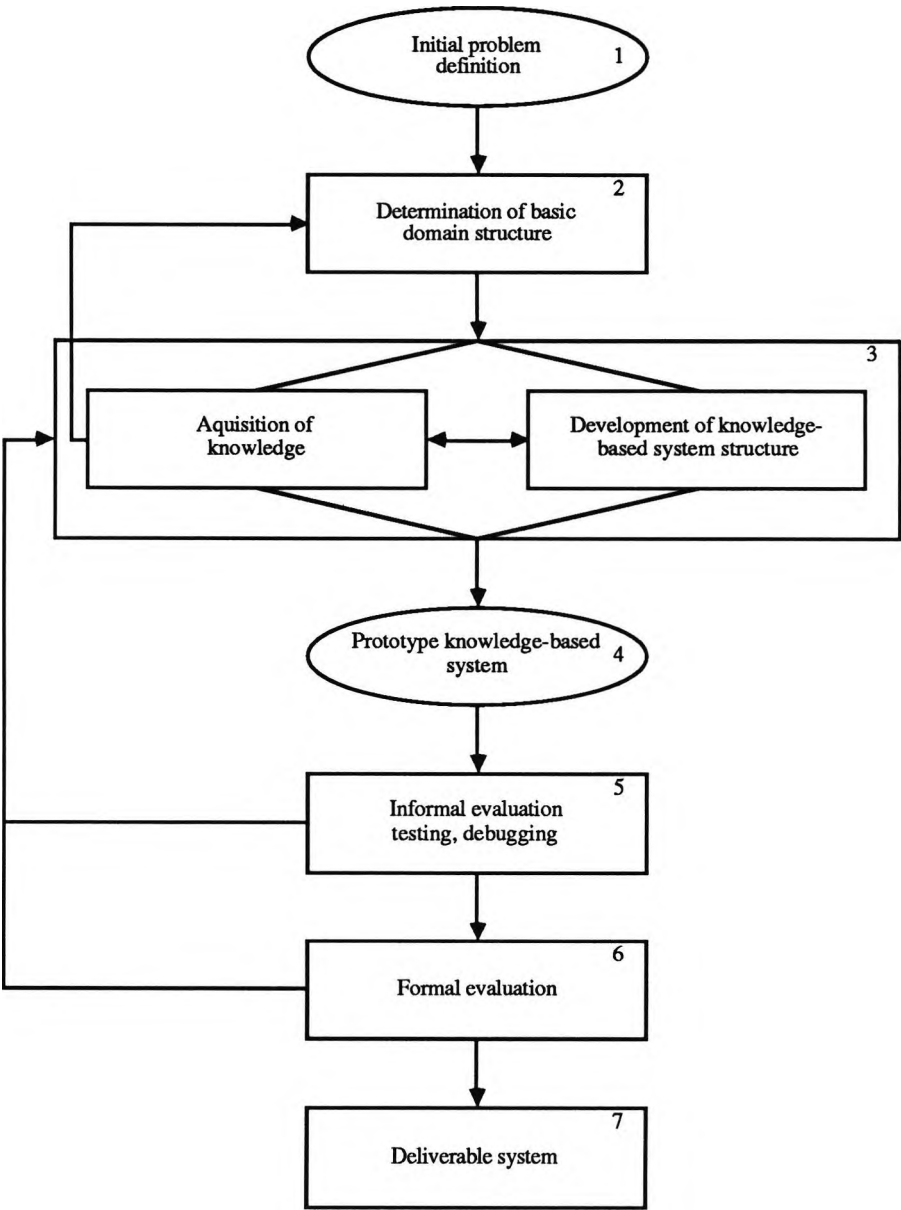 Initial problem
definition
1
2
Determination of basic
domain structure
3
Aquisition of
knowledge
Development of knowledge-
based system structure
Prototype knowledge-based
system
4
5
Informal evaluation
testing, debugging
6
Formal evaluation
7
Deliverable system